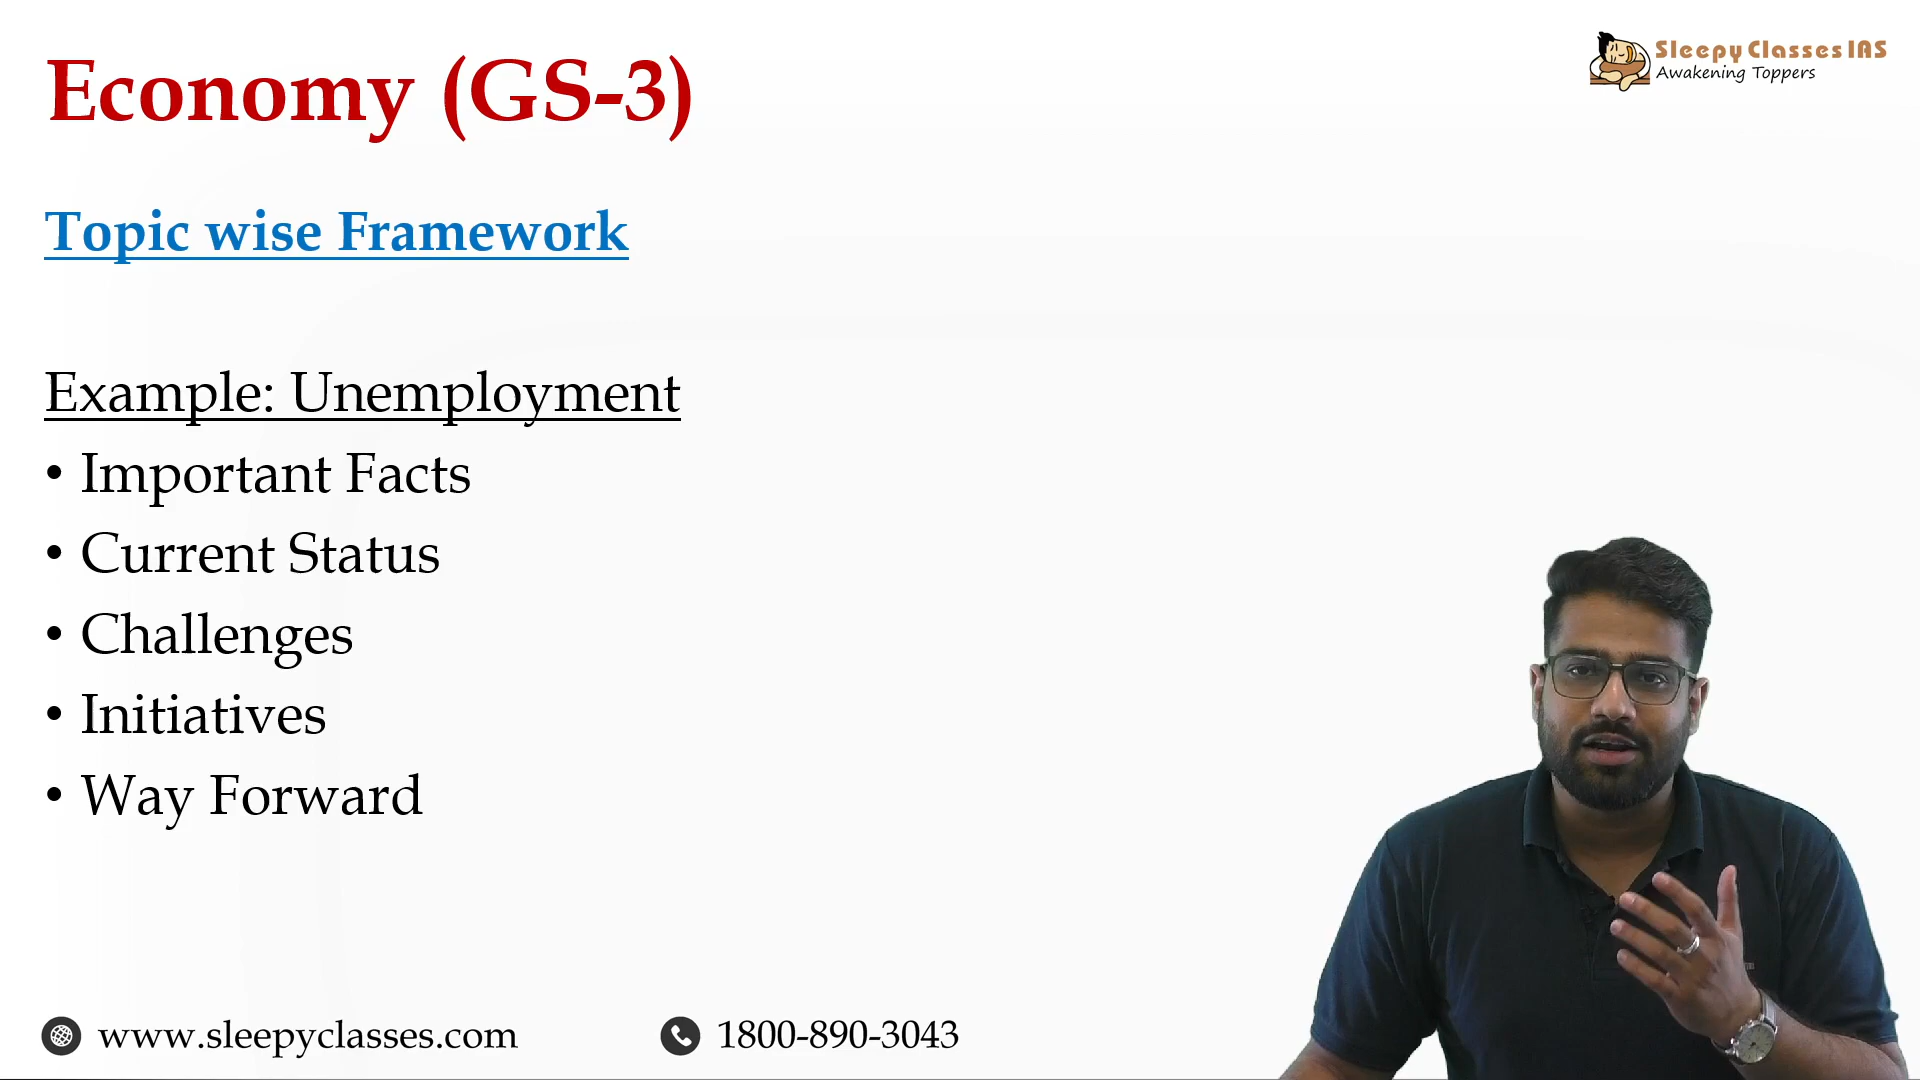 Economy (GS-3)
Sleepy Classes IAS
Awakening Toppers
Topic wise Framework
Example: Unemployment
• Important Facts
• Current Status
• Challenges
• Initiatives
• Way Forward
www.sleepyclasses.com
1800-890-3043